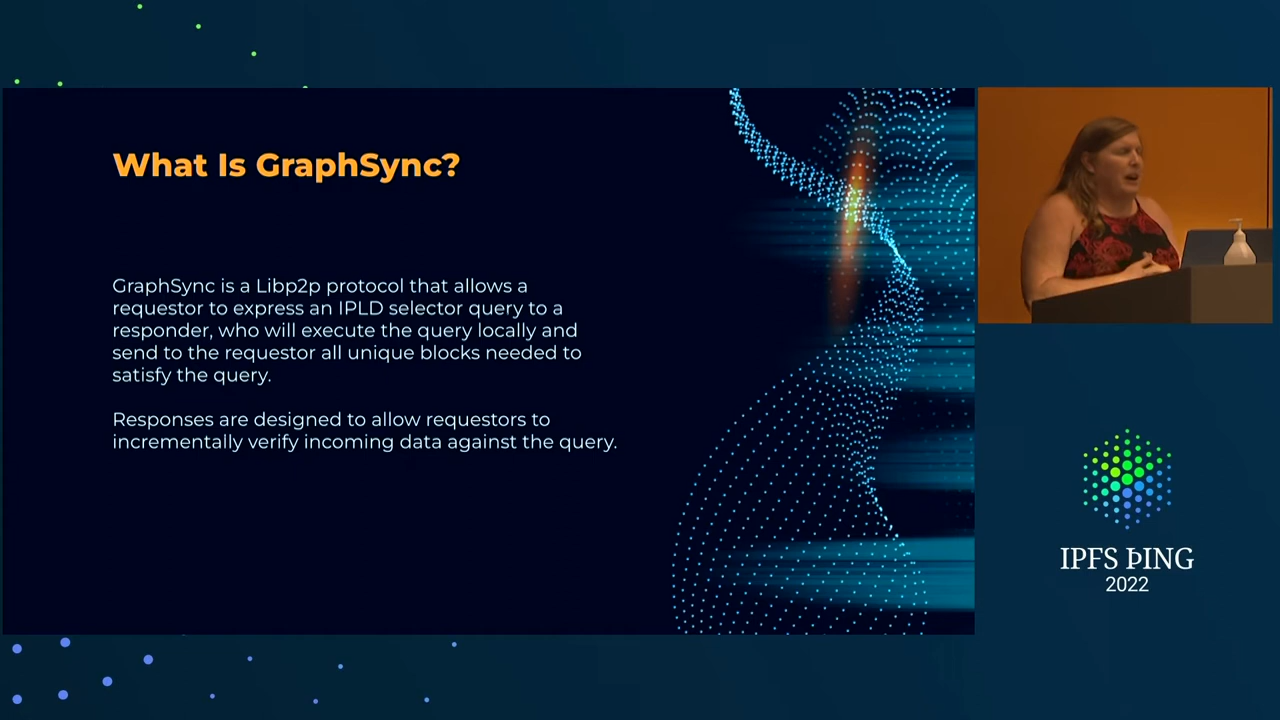 What Is GraphSync?
GraphSync is a Libp2p protocol that allows a
requestor to express an IPLD selector query to a
responder, who will execute the query locally and
send to the requestor all unique blocks needed to
satisfy the query.
Responses are designed to allow requestors to
incrementally verify incoming data against the query.
IPFS ÞING
2022